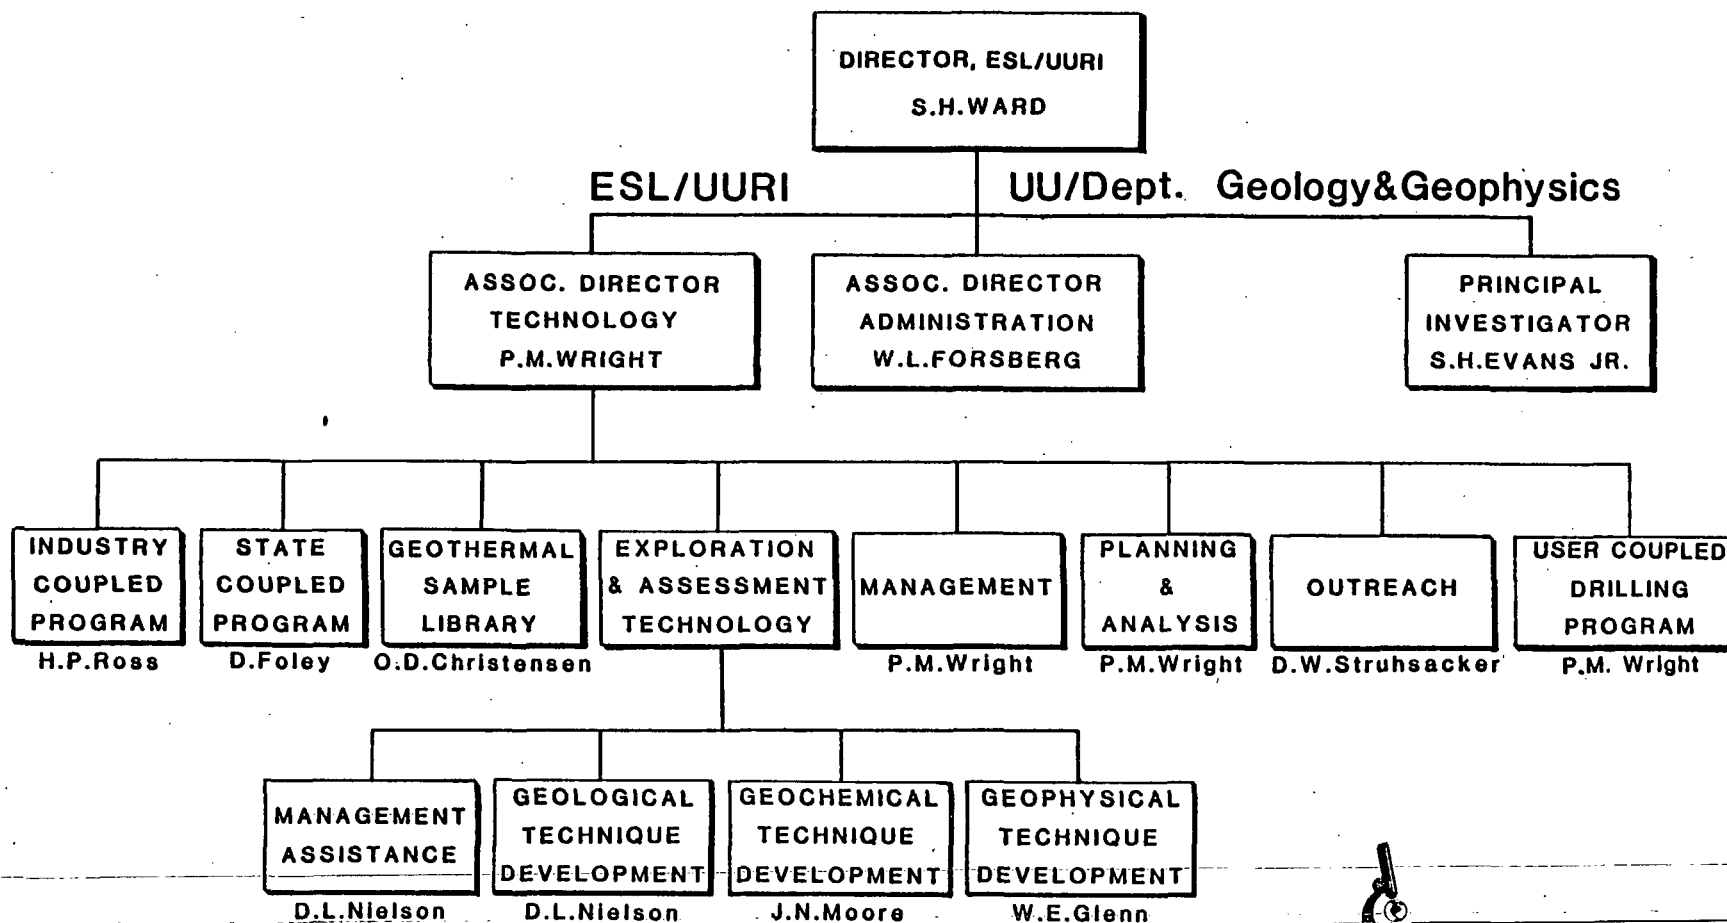 DIRECTOR, ESL/UURI
S.H.WARD
ESL/UURI
UU/Dept. Geology&Geophysics
ASSOC. DIRECTOR
TECHNOLOGY
P.M.WRIGHT
ASSOC. DIRECTOR
ADMINISTRATION
W.L.FORSBERG
PRINCIPAL
INVESTIGATOR
S.H.EVANS JR.
INDUSTRY
COUPLED
PROGRAM
H.P.Ross
STATE
COUPLED
PROGRAM
D.Foley
GEOTHERMAL
SAMPLE
LIBRARY
O.D.Christensen
EXPLORATION
& ASSESSMENT
TECHNOLOGY
MANAGEMENT
P.M.Wright
PLANNING
&
ANALYSIS
P.M.Wright
OUTREACH
D.W.Struhsacker
USER COUPLED
DRILLING
PROGRAM
P.M. Wright
MANAGEMENT
ASSISTANCE
D.L.Nielson
GEOLOGICAL
TECHNIQUE
DEVELOPMENT
D.L.Nielson
GEOCHEMICAL
TECHNIQUE
DEVELOPMENT
J.N.Moore
GEOPHYSICAL
TECHNIQUE
DEVELOPMENT
W.E.Glenn